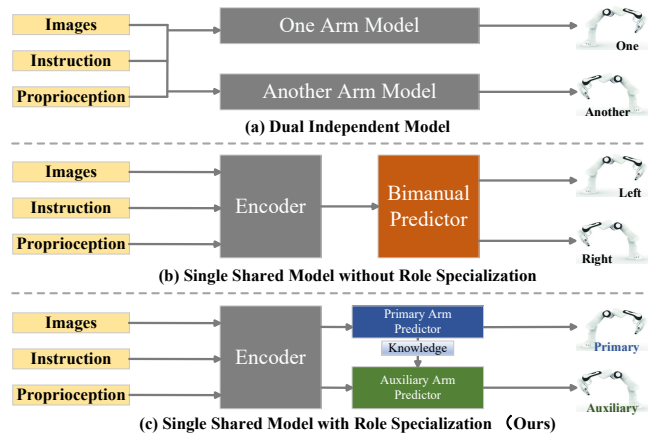 Images
One Arm Model
One
Instruction
Proprioception
Another Arm Model
Another
(a) Dual Independent Model
Images
Instruction
Proprioception
Encoder
Bimanual
Predictor
Left
Right
(b) Single Shared Model without Role Specialization
Images
Instruction
Proprioception
Encoder
Primary Arm
Predictor
Knowledge
Auxiliary Arm
Predictor
Primary
Auxiliary
(c) Single Shared Model with Role Specialization （Ours)